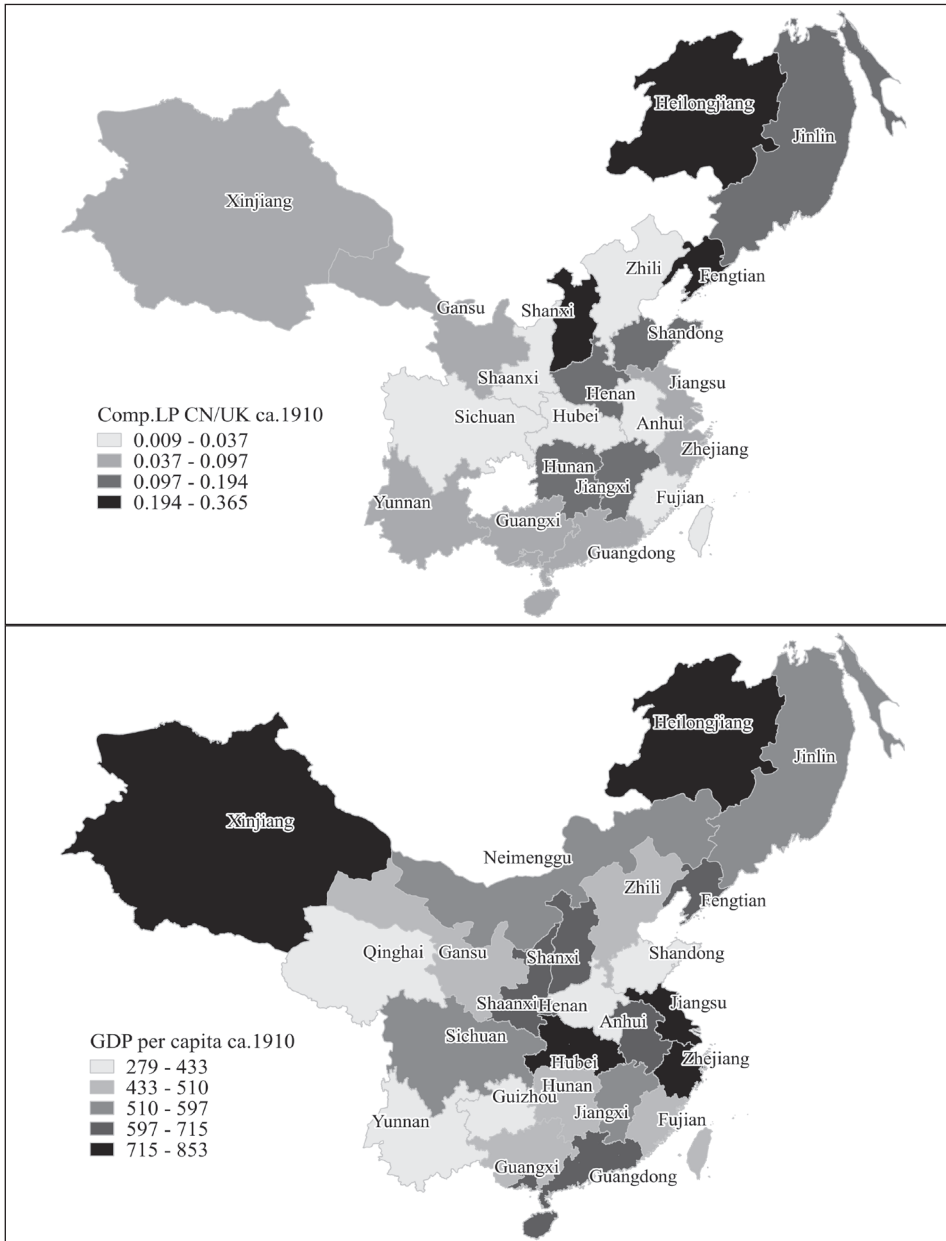 Heilongjiang
Jinlin
Xinjiang
Zhili
Fengtian
Gansu
Shanxi
Shandong
Shaanxi
Henan
Jiangsu
Sichuan
Hubei
Anhui
Zhejiang
Hunan
Jiangxi
Fujian
Yunnan
Guangxi
Guangdong
Comp.LP CN/UK ca.1910
0.009 - 0.037
0.037 - 0.097
0.097 - 0.194
0.194 - 0.365
Heilongjiang
Jinlin
Xinjiang
Neimenggu
Zhili
Fengtian
Qinghai
Gansu
Shanxi
Shandong
Shaanxi
Henan
Jiangsu
Anhui
Sichuan
Hubei
Zhejiang
Hunan
Guizhou
Jiangxi
Fujian
Yunnan
Guangxi
Guangdong
GDP per capita ca.1910
279 - 433
433 - 510
510 - 597
597 - 715
715 - 853